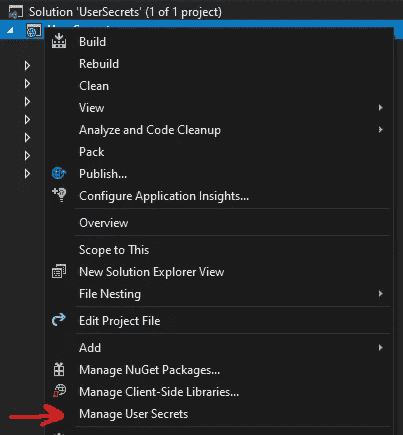 Solution 'UserSecrets' (1 of 1 project)
Build
Rebuild
Clean
View
Analyze and Code Cleanup
Pack
Publish...
Configure Application Insights...
Overview
Scope to This
New Solution Explorer View
File Nesting
Edit Project File
Add
Manage NuGet Packages...
Manage Client-Side Libraries...
Manage User Secrets